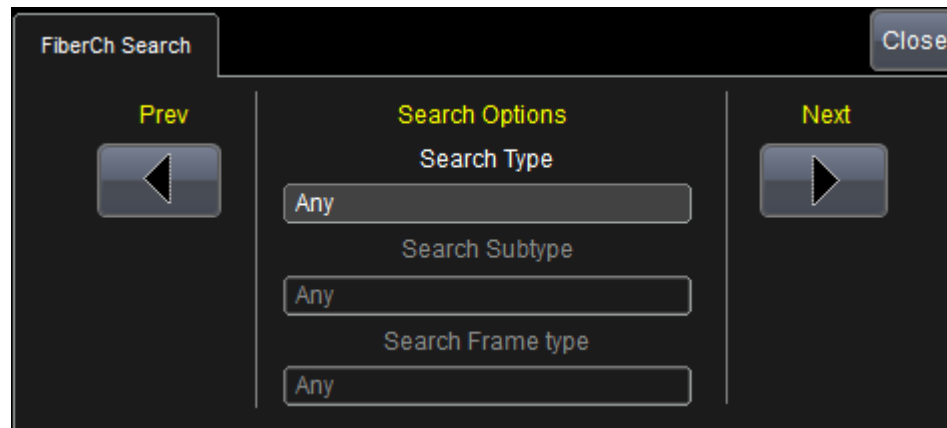 FiberCh Search
Close
Prev
Search Options
Next
Search Type
Any
Search Subtype
Any
Search Frame type
Any